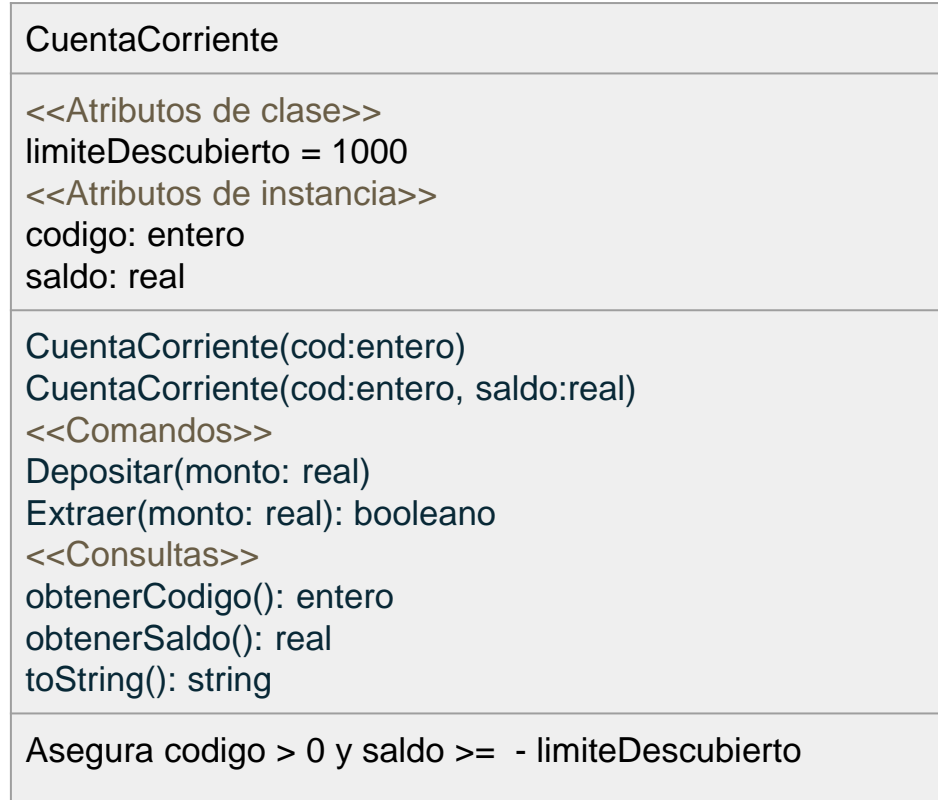 CuentaCorriente
<<Atributos de clase>>
limiteDescubierto = 1000
<<Atributos de instancia>>
codigo: entero
saldo: real
CuentaCorriente(cod:entero)
CuentaCorriente(cod:entero, saldo:real)
<<Comandos>>
Depositar(monto: real)
Extraer(monto: real): booleano
<<Consultas>>
obtenerCodigo(): entero
obtenerSaldo(): real
toString(): string
Asegura codigo > 0 y saldo >=  - limiteDescubierto